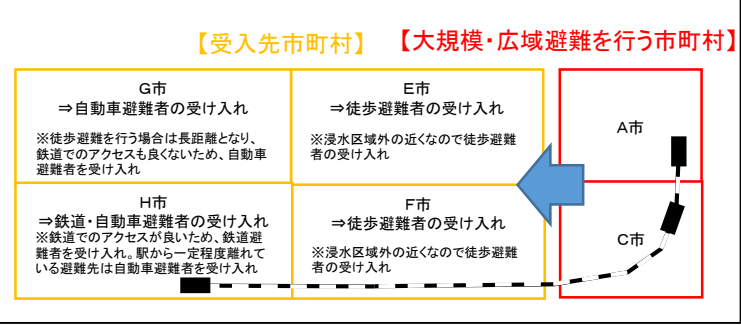 【受入先市町村】
【大規模・広域避難を行う市町村】
G市
⇒自動車避難者の受け入れ
※徒歩避難を行う場合は長距離となり、
鉄道でのアクセスも良くないため、自動車
避難者を受け入れ
E市
⇒徒歩避難者の受け入れ
※浸水区域外の近くなので徒歩避難
者の受け入れ
A市
H市
⇒鉄道・自動車避難者の受け入れ
※鉄道でのアクセスが良いため、鉄道避
難者を受け入れ。駅から一定程度離れて
いる避難先は自動車避難者を受け入れ
F市
⇒徒歩避難者の受け入れ
※浸水区域外の近くなので徒歩避難
者の受け入れ
C市